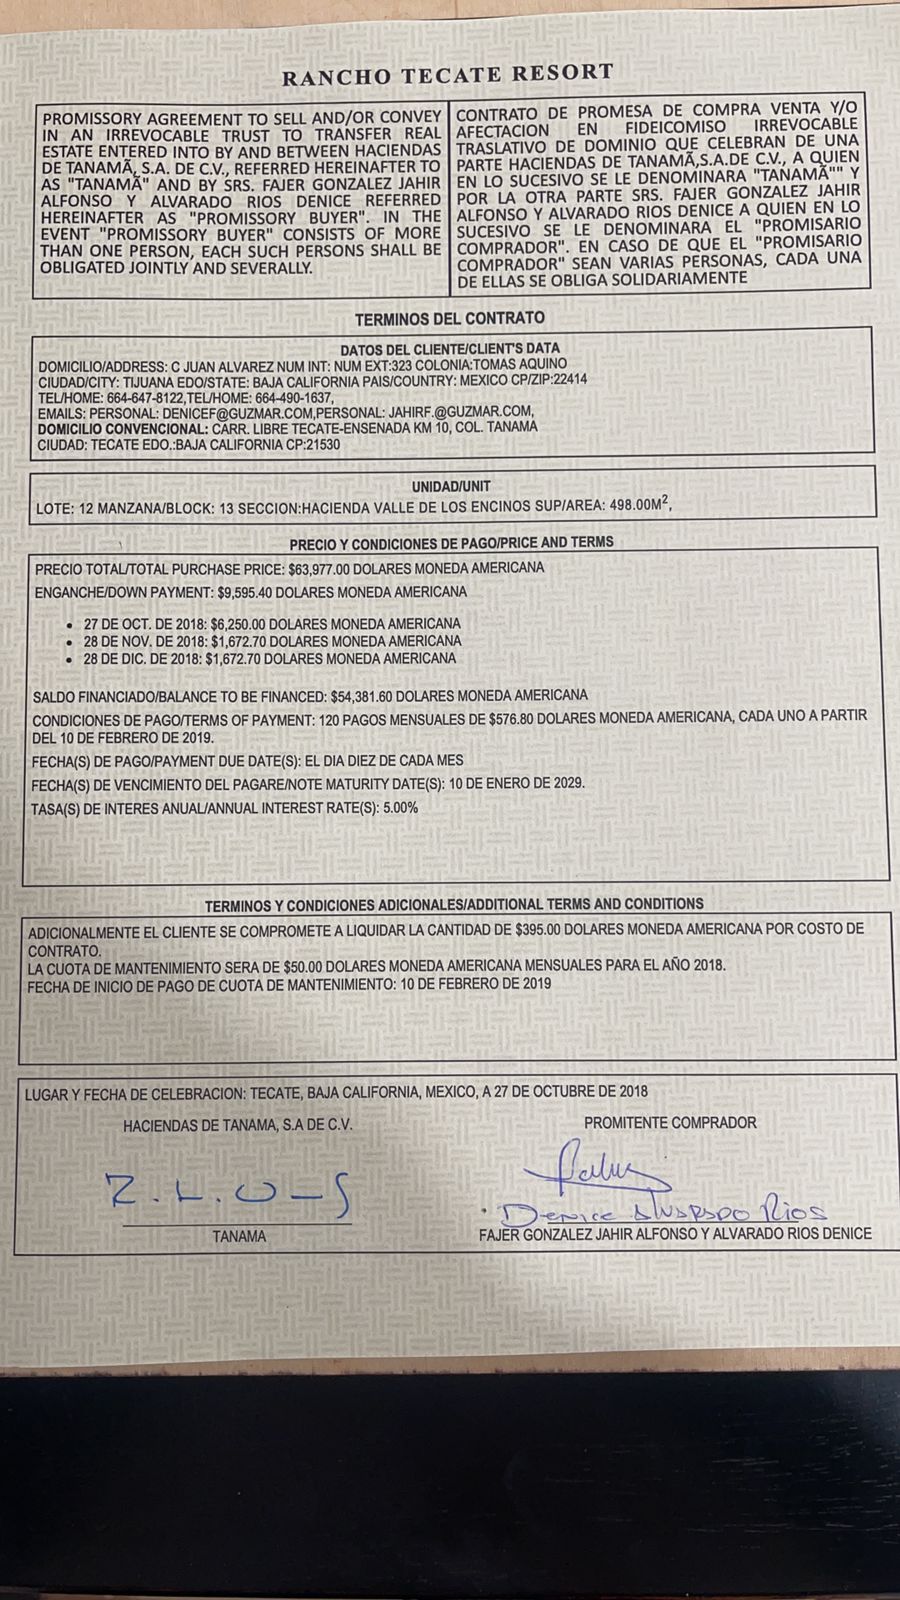 RANCHO TECATE RESORT
PROMISSORY AGREEMENT TO SELL AND/OR CONVEY
IN AN IRREVOCABLE TRUST TO TRANSFER REAL
ESTATE ENTERED INTO BY AND BETWEEN HACIENDAS
DE TANAMÃ, S.A. DE C.V., REFERRED HEREINAFTER TO
AS "TANAMÃ" AND BY SRS. FAJER GONZALEZ JAHIR
ALFONSO Y ALVARADO RIOS DENICE REFERRED
HEREINAFTER AS "PROMISSORY BUYER". IN THE
EVENT "PROMISSORY BUYER" CONSISTS OF MORE
THAN ONE PERSON, EACH SUCH PERSONS SHALL BE
OBLIGATED JOINTLY AND SEVERALLY.
CONTRATO DE PROMESA DE COMPRA VENTA Y/O
AFECTACION EN FIDEICOMISO IRREVOCABLE
TRASLATIVO DE DOMINIO QUE CELEBRAN DE UNA
PARTE HACIENDAS DE TANAMÃ,S.A.DE C.V., A QUIEN
EN LO SUCESIVO SE LE DENOMINARA "TANAMÃ"" Y
POR LA OTRA PARTE SRS. FAJER GONZALEZ JAHIR
ALFONSO Y ALVARADO RIOS DENICE A QUIEN EN LO
SUCESIVO SE LE DENOMINARA EL "PROMISARIO
COMPRADOR". EN CASO DE QUE EL "PROMISARIO
COMPRADOR" SEAN VARIAS PERSONAS, CADA UNA
DE ELLAS SE OBLIGA SOLIDARIAMENTE
TERMINOS DEL CONTRATO
DATOS DEL CLIENTE/CLIENT'S DATA
DOMICILIO/ADDRESS: C JUAN ALVAREZ NUM INT: NUM EXT:323 COLONIA:TOMAS AQUINO
CIUDAD/CITY: TIJUANA EDO/STATE: BAJA CALIFORNIA PAIS/COUNTRY: MEXICO CP/ZIP:22414
TEL/HOME: 664-647-8122,TEL/HOME: 664-490-1637,
EMAILS: PERSONAL: DENICEF@GUZMAR.COM,PERSONAL: JAHIRF.@GUZMAR.COM,
DOMICILIO CONVENCIONAL: CARR. LIBRE TECATE-ENSENADA KM 10, COL. TANAMA
CIUDAD: TECATE EDO.:BAJA CALIFORNIA CP:21530
UNIDAD/UNIT
LOTE: 12 MANZANA/BLOCK: 13 SECCION:HACIENDA VALLE DE LOS ENCINOS SUP/AREA: 498.00M²,
PRECIO Y CONDICIONES DE PAGO/PRICE AND TERMS
PRECIO TOTAL/TOTAL PURCHASE PRICE: $63,977.00 DOLARES MONEDA AMERICANA
ENGANCHE/DOWN PAYMENT: $9,595.40 DOLARES MONEDA AMERICANA
• 27 DE OCT. DE 2018: $6,250.00 DOLARES MONEDA AMERICANA
• 28 DE NOV. DE 2018: $1,672.70 DOLARES MONEDA AMERICANA
• 28 DE DIC. DE 2018: $1,672.70 DOLARES MONEDA AMERICANA
SALDO FINANCIADO/BALANCE TO BE FINANCED: $54,381.60 DOLARES MONEDA AMERICANA
CONDICIONES DE PAGO/TERMS OF PAYMENT: 120 PAGOS MENSUALES DE $576.80 DOLARES MONEDA AMERICANA, CADA UNO A PARTIR
DEL 10 DE FEBRERO DE 2019.
FECHA(S) DE PAGO/PAYMENT DUE DATE(S): EL DIA DIEZ DE CADA MES
FECHA(S) DE VENCIMIENTO DEL PAGARE/NOTE MATURITY DATE(S): 10 DE ENERO DE 2029.
TASA(S) DE INTERES ANUAL/ANNUAL INTEREST RATE(S): 5.00%
TERMINOS Y CONDICIONES ADICIONALES/ADDITIONAL TERMS AND CONDITIONS
ADICIONALMENTE EL CLIENTE SE COMPROMETE A LIQUIDAR LA CANTIDAD DE $395.00 DOLARES MONEDA AMERICANA POR COSTO DE
CONTRATO.
LA CUOTA DE MANTENIMIENTO SERA DE $50.00 DOLARES MONEDA AMERICANA MENSUALES PARA EL AÑO 2018.
FECHA DE INICIO DE PAGO DE CUOTA DE MANTENIMIENTO: 10 DE FEBRERO DE 2019
LUGAR Y FECHA DE CELEBRACION: TECATE, BAJA CALIFORNIA, MEXICO, A 27 DE OCTUBRE DE 2018
HACIENDAS DE TANAMA, S.A DE C.V.
PROMITENTE COMPRADOR
Denice Alvarado Rios
TANAMA
FAJER GONZALEZ JAHIR ALFONSO Y ALVARADO RIOS DENICE